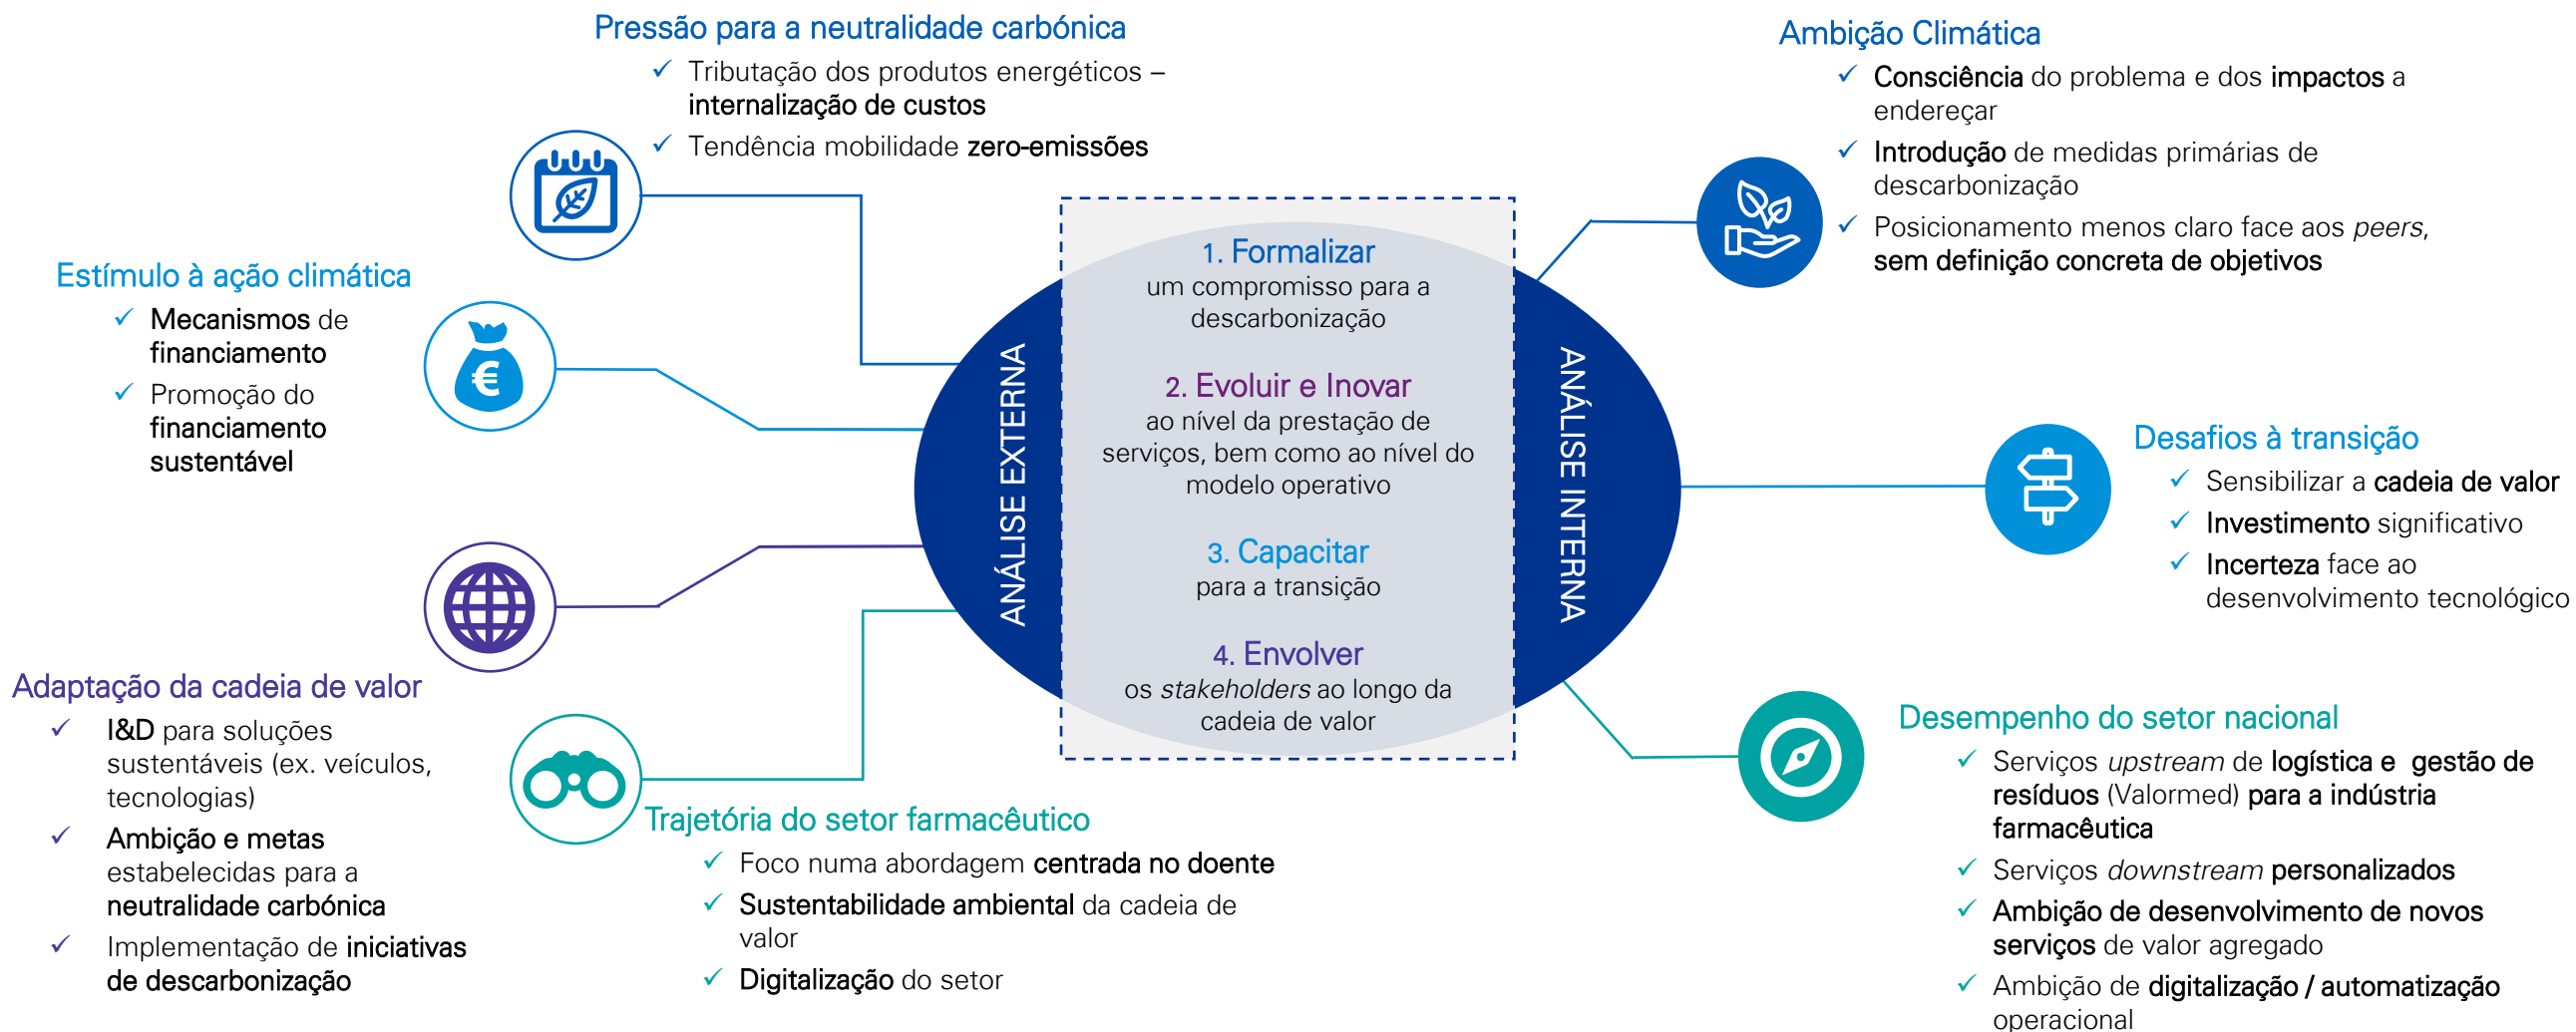 Pressão para a neutralidade carbónica
✓ Tributação dos produtos energéticos –
internalização de custos
✓ Tendência mobilidade zero-emissões
Estímulo à ação climática
✓ Mecanismos de
financiamento
✓ Promoção do
financiamento
sustentável
€
Adaptação da cadeia de valor
✓ I&D para soluções
sustentáveis (ex. veículos,
tecnologias)
✓ Ambição e metas
estabelecidas para a
neutralidade carbónica
✓ Implementação de iniciativas
de descarbonização
Trajetória do setor farmacêutico
✓ Foco numa abordagem centrada no doente
✓ Sustentabilidade ambiental da cadeia de
valor
✓ Digitalização do setor
ANÁLISE EXTERNA
1. Formalizar
um compromisso para a
descarbonização
2. Evoluir e Inovar
ao nível da prestação de
serviços, bem como ao nível do
modelo operativo
3. Capacitar
para a transição
4. Envolver
os stakeholders ao longo da
cadeia de valor
ANÁLISE INTERNA
Ambição Climática
✓ Consciência do problema e dos impactos a
endereçar
✓ Introdução de medidas primárias de
descarbonização
✓ Posicionamento menos claro face aos peers,
sem definição concreta de objetivos
Desafios à transição
✓ Sensibilizar a cadeia de valor
✓ Investimento significativo
✓ Incerteza face ao
desenvolvimento tecnológico
Desempenho do setor nacional
✓ Serviços upstream de logística e gestão de
resíduos (Valormed) para a indústria
farmacêutica
✓ Serviços downstream personalizados
✓ Ambição de desenvolvimento de novos
serviços de valor agregado
✓ Ambição de digitalização / automatização
operacional